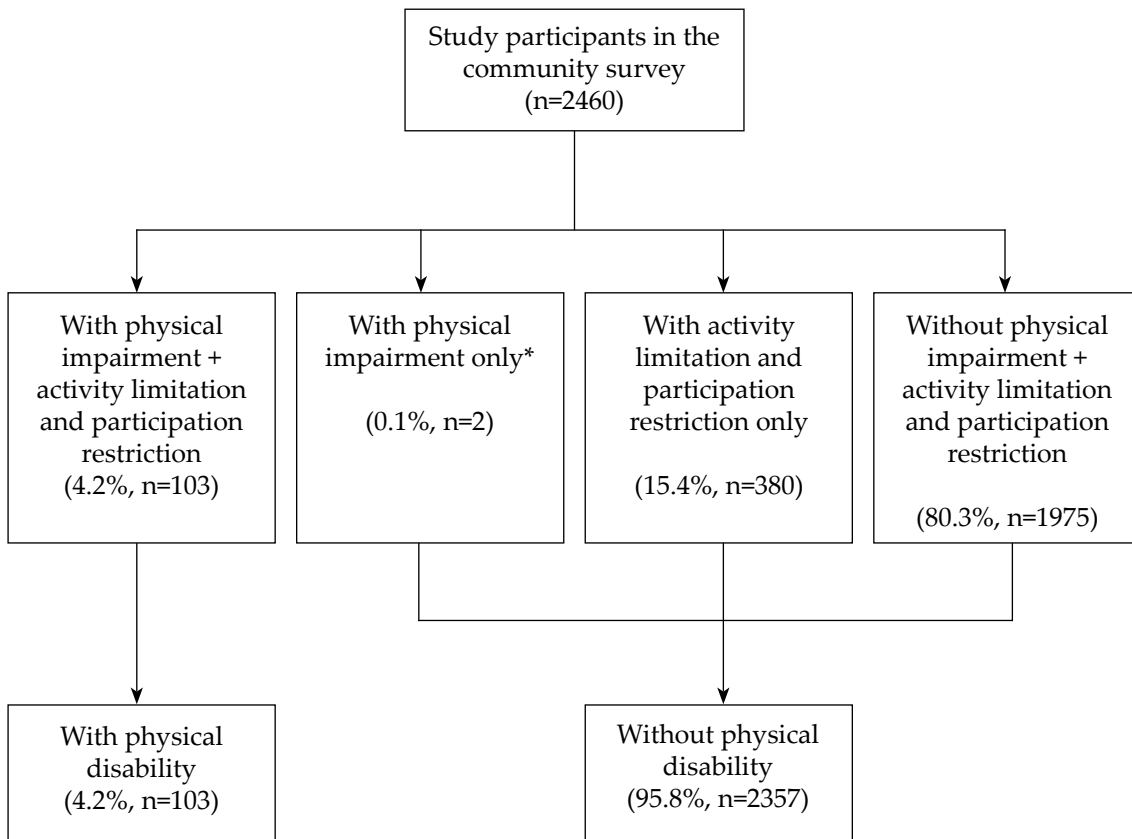 Study participants in the
community survey
(n=2460)
With physical
impairment +
activity limitation
and participation
restriction
(4.2%, n=103)
With physical
impairment only*
(0.1%, n=2)
With activity
limitation and
participation
restriction only
(15.4%, n=380)
Without physical
impairment +
activity limitation
and participation
restriction
(80.3%, n=1975)
With physical
disability
(4.2%, n=103)
Without physical
disability
(95.8%, n=2357)